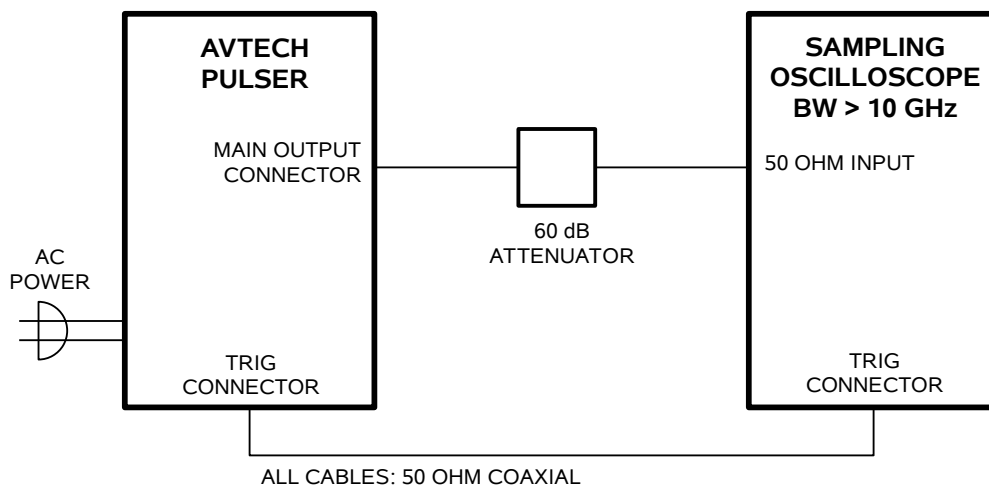 AVTECH
PULSER
MAIN OUTPUT
CONNECTOR
AC
POWER
TRIG
CONNECTOR
60 dB
ATTENUATOR
SAMPLING
OSCILLOSCOPE
BW > 10 GHz
50 OHM INPUT
TRIG
CONNECTOR
ALL CABLES: 50 OHM COAXIAL